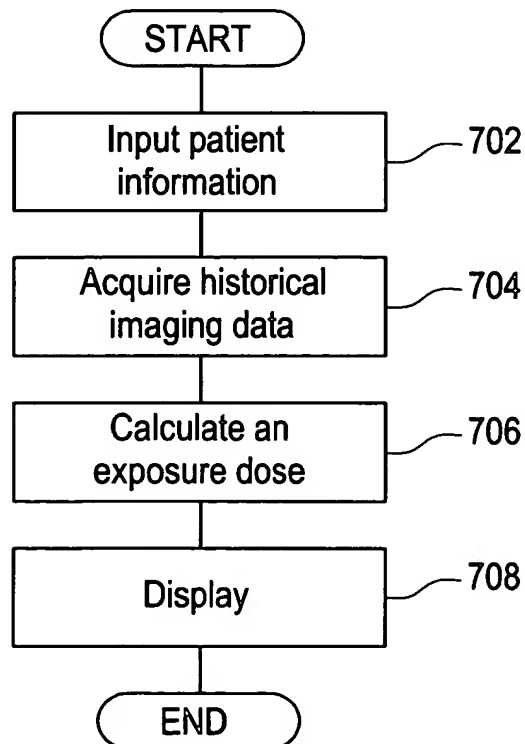 START
Input patient
information
702
Acquire historical
imaging data
704
Calculate an
exposure dose
706
Display
708
END